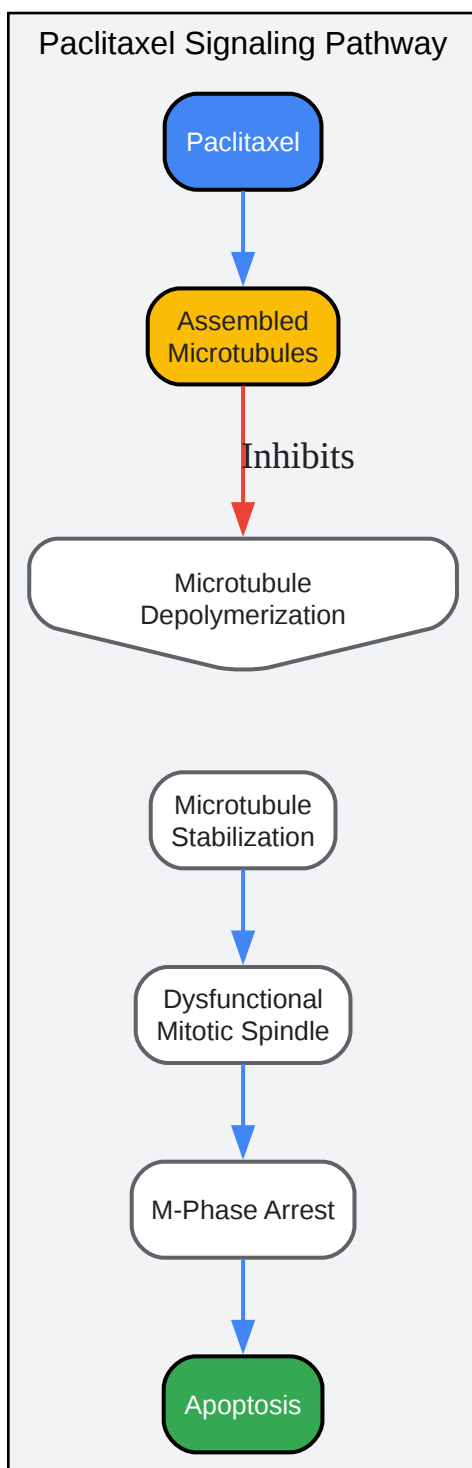 Paclitaxel Signaling Pathway
Paclitaxel
Assembled
Microtubules
Inhibits
Microtubule
Depolymerization
Microtubule
Stabilization
Dysfunctional
Mitotic Spindle
M-Phase Arrest
Apoptosis